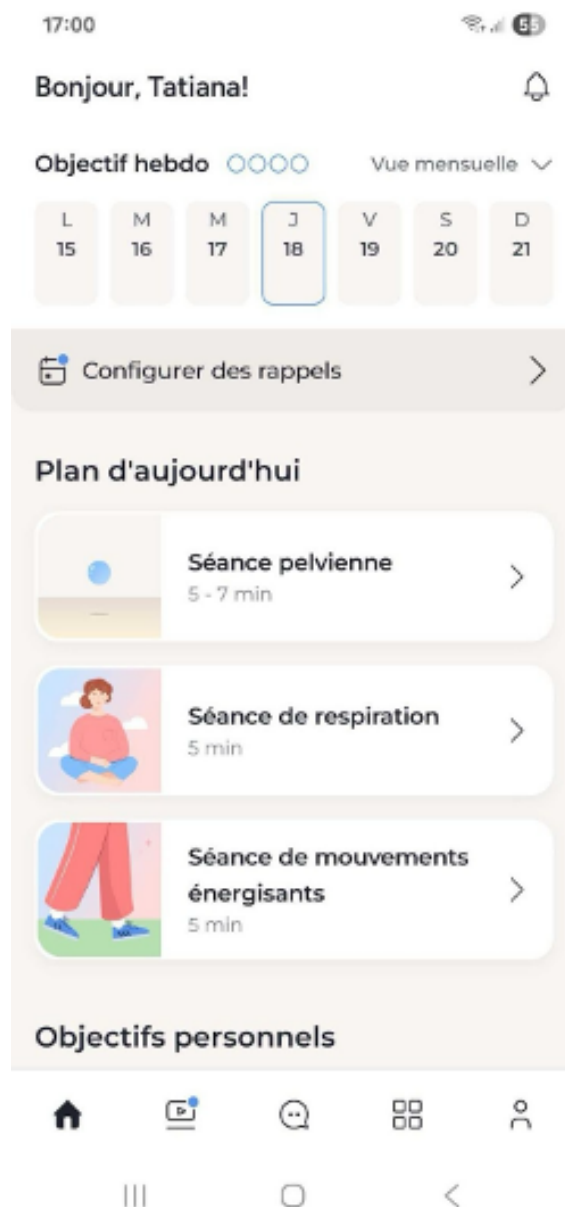 17:00 55
Bonjour, Tatiana!
Objectif hebdo Vue mensuelle
L M M J V S D
15 16 17 18 19 20 21
Configurer des rappels
Plan d'aujourd'hui
Séance pelvienne
5 - 7 min
Séance de respiration
5 min
Séance de mouvements
énergisants
5 min
Objectifs personnels